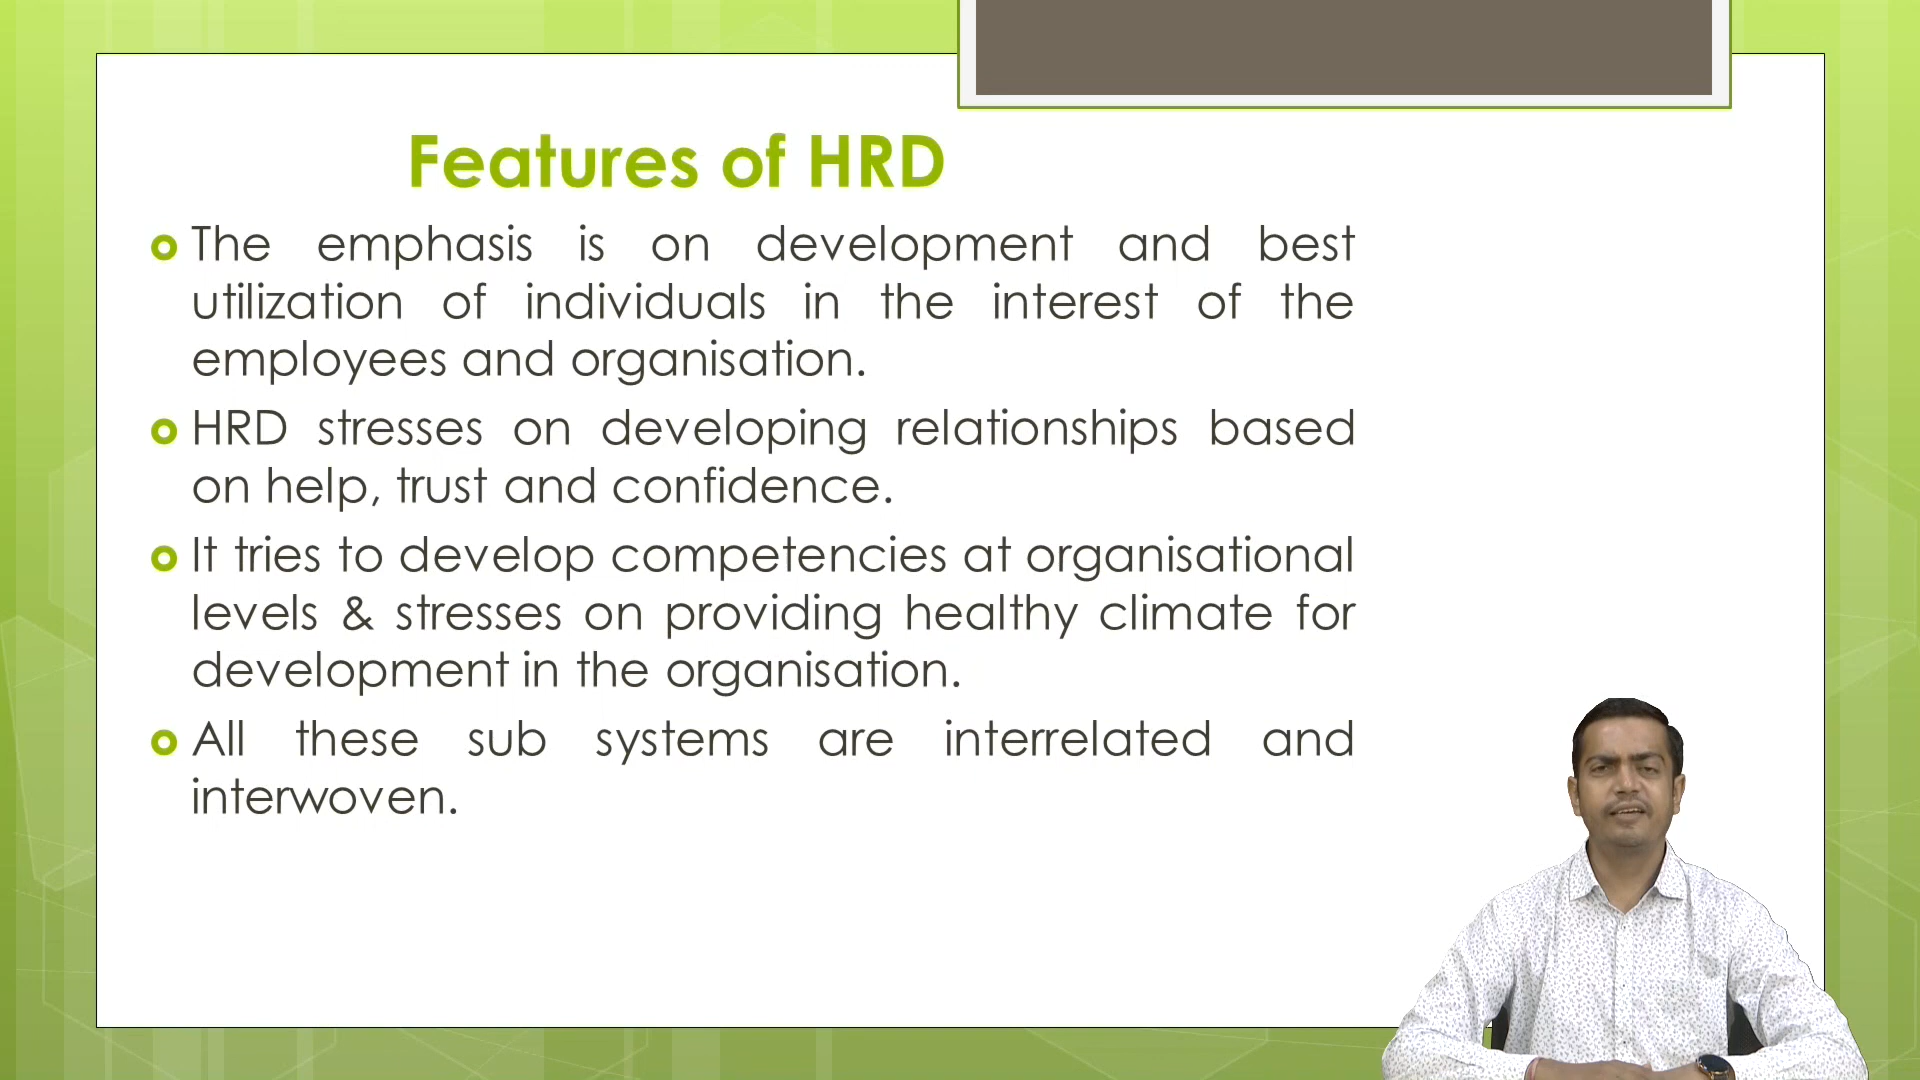 Features of HRD
The emphasis is on development and best
utilization of individuals in the interest of the
employees and organisation.
HRD stresses on developing relationships based
on help, trust and confidence.
It tries to develop competencies at organisational
levels & stresses on providing healthy climate for
development in the organisation.
All these sub systems are interrelated and
interwoven.